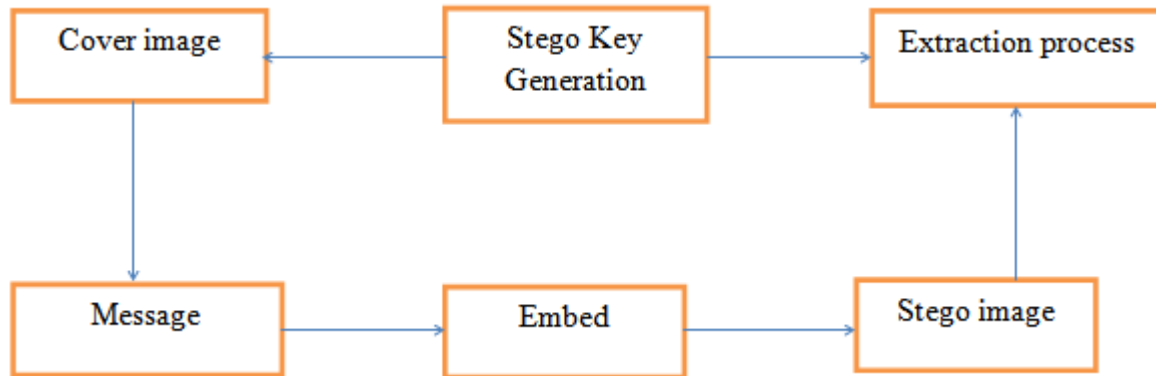 Cover image
Stego Key
Generation
Extraction process
Message
Embed
Stego image